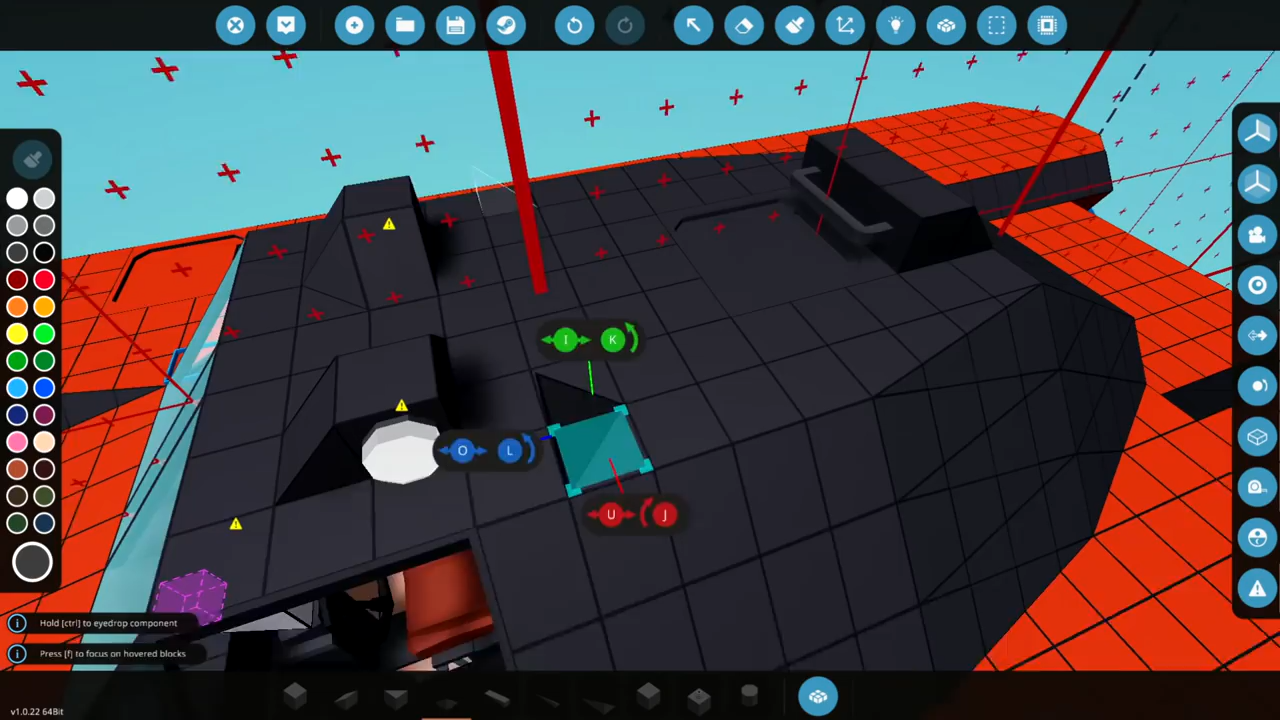 I K
O L
U J
Hold [ctrl] to eyedrop component
Press [f] to focus on hovered blocks
v1.0.22 64Bit